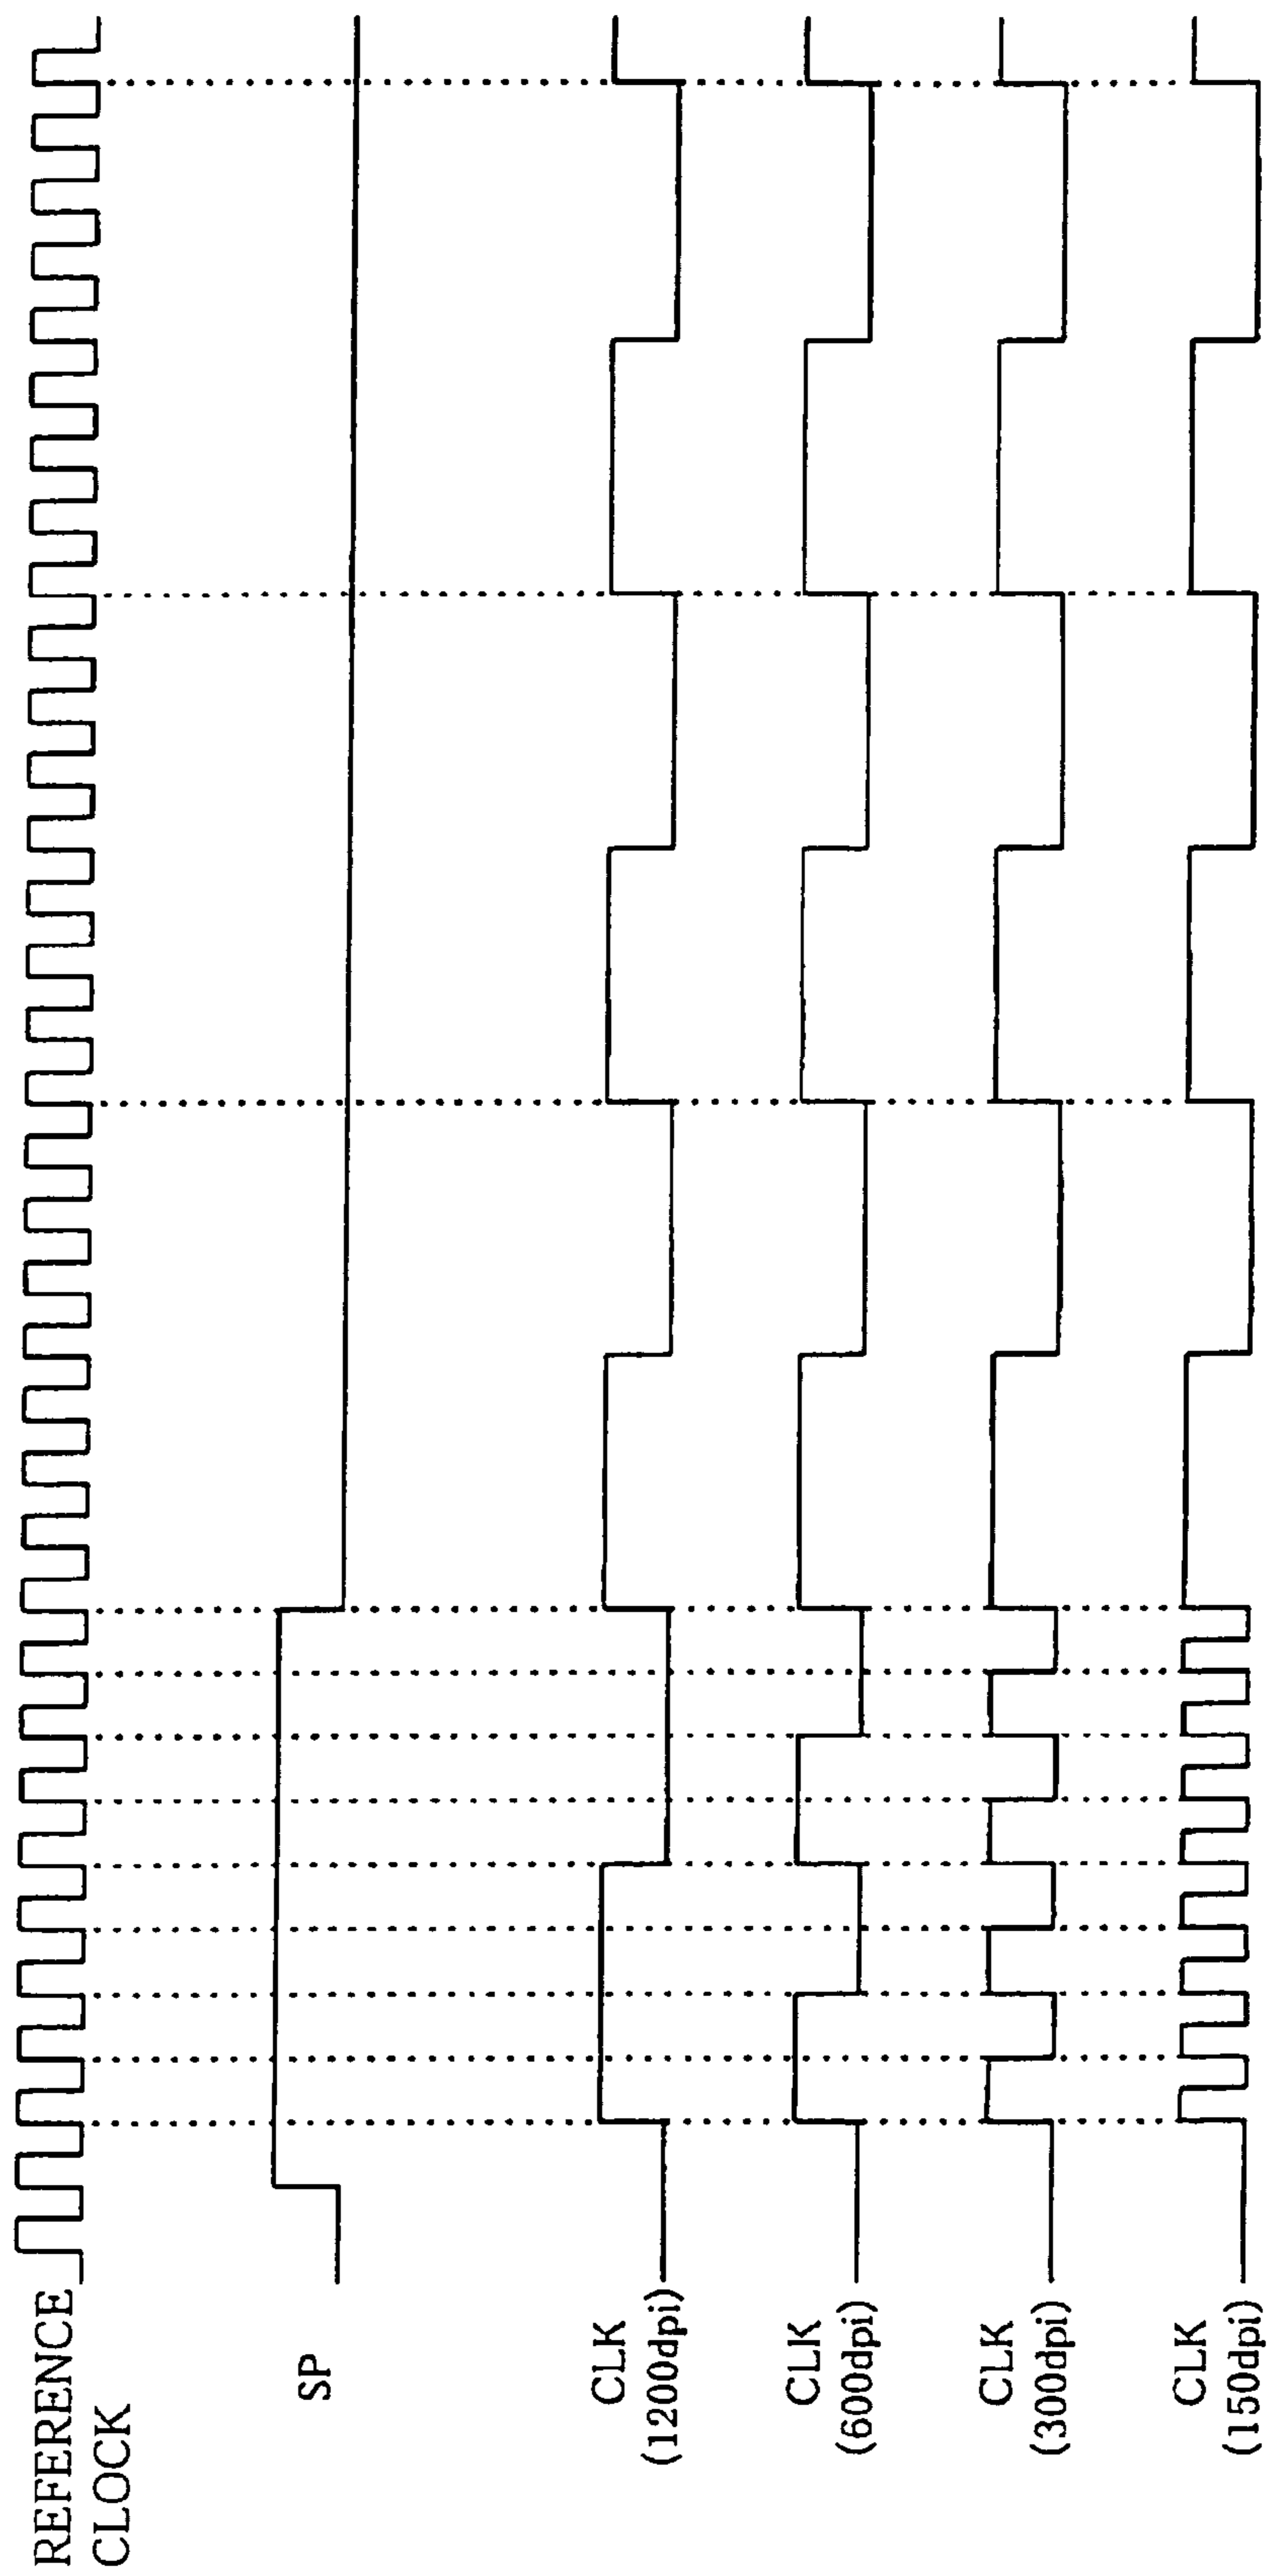 REFERENCE
CLOCK
SP
CLK
(1200dpi)
CLK
(600dpi)
CLK
(300dpi)
CLK
(150dpi)